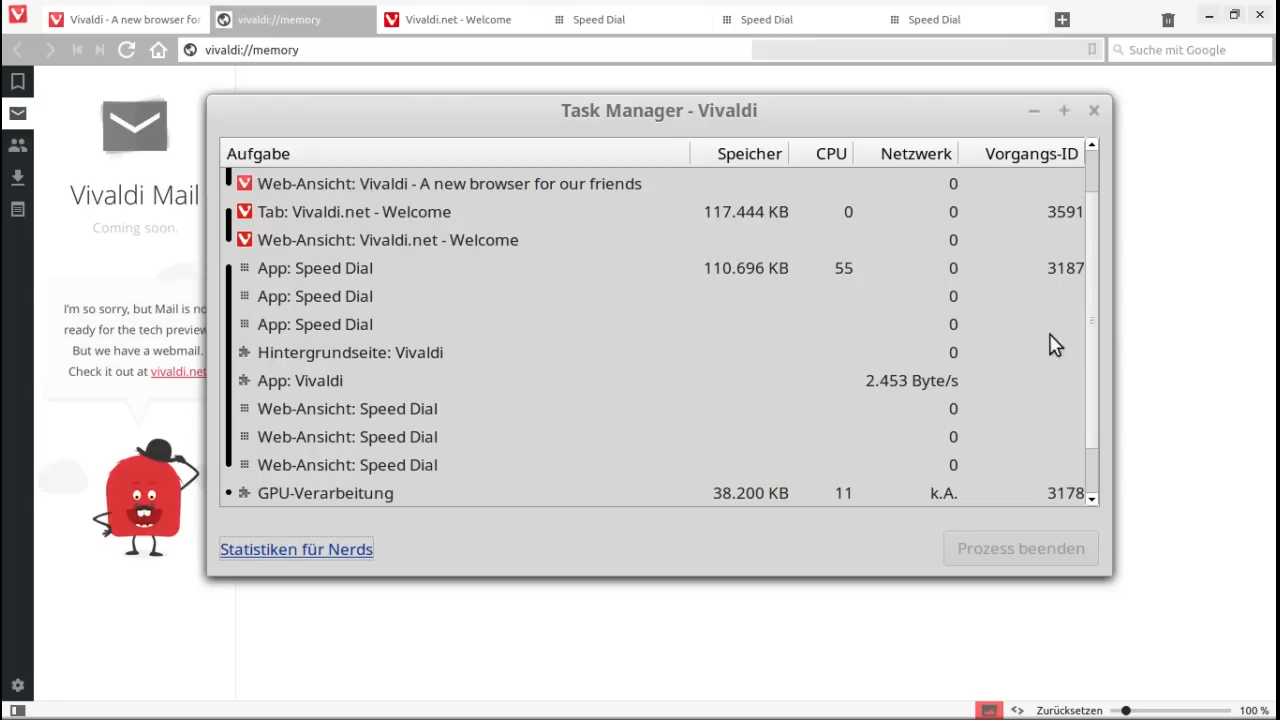 Vivaldi - A new browser for
vivaldi://memory
Vivaldi.net - Welcome
Speed Dial
Speed Dial
Speed Dial
vivaldi://memory
Suche mit Google
Vivaldi Mail
Coming soon.
I'm so sorry, but Mail is no
ready for the tech preview
But we have a webmail.
Check it out at vivaldi.net
Task Manager - Vivaldi
Aufgabe Speicher CPU Netzwerk Vorgangs-ID
Web-Ansicht: Vivaldi - A new browser for our friends 0
Tab: Vivaldi.net - Welcome 117.444 KB 0 0 3591
Web-Ansicht: Vivaldi.net - Welcome 0
App: Speed Dial 110.696 KB 55 0 3187
App: Speed Dial 0
App: Speed Dial 0
Hintergrundseite: Vivaldi 0
App: Vivaldi 2.453 Byte/s
Web-Ansicht: Speed Dial 0
Web-Ansicht: Speed Dial 0
Web-Ansicht: Speed Dial 0
GPU-Verarbeitung 38.200 KB 11 k.A. 3178
Statistiken für Nerds
Prozess beenden
Zurücksetzen 100 %